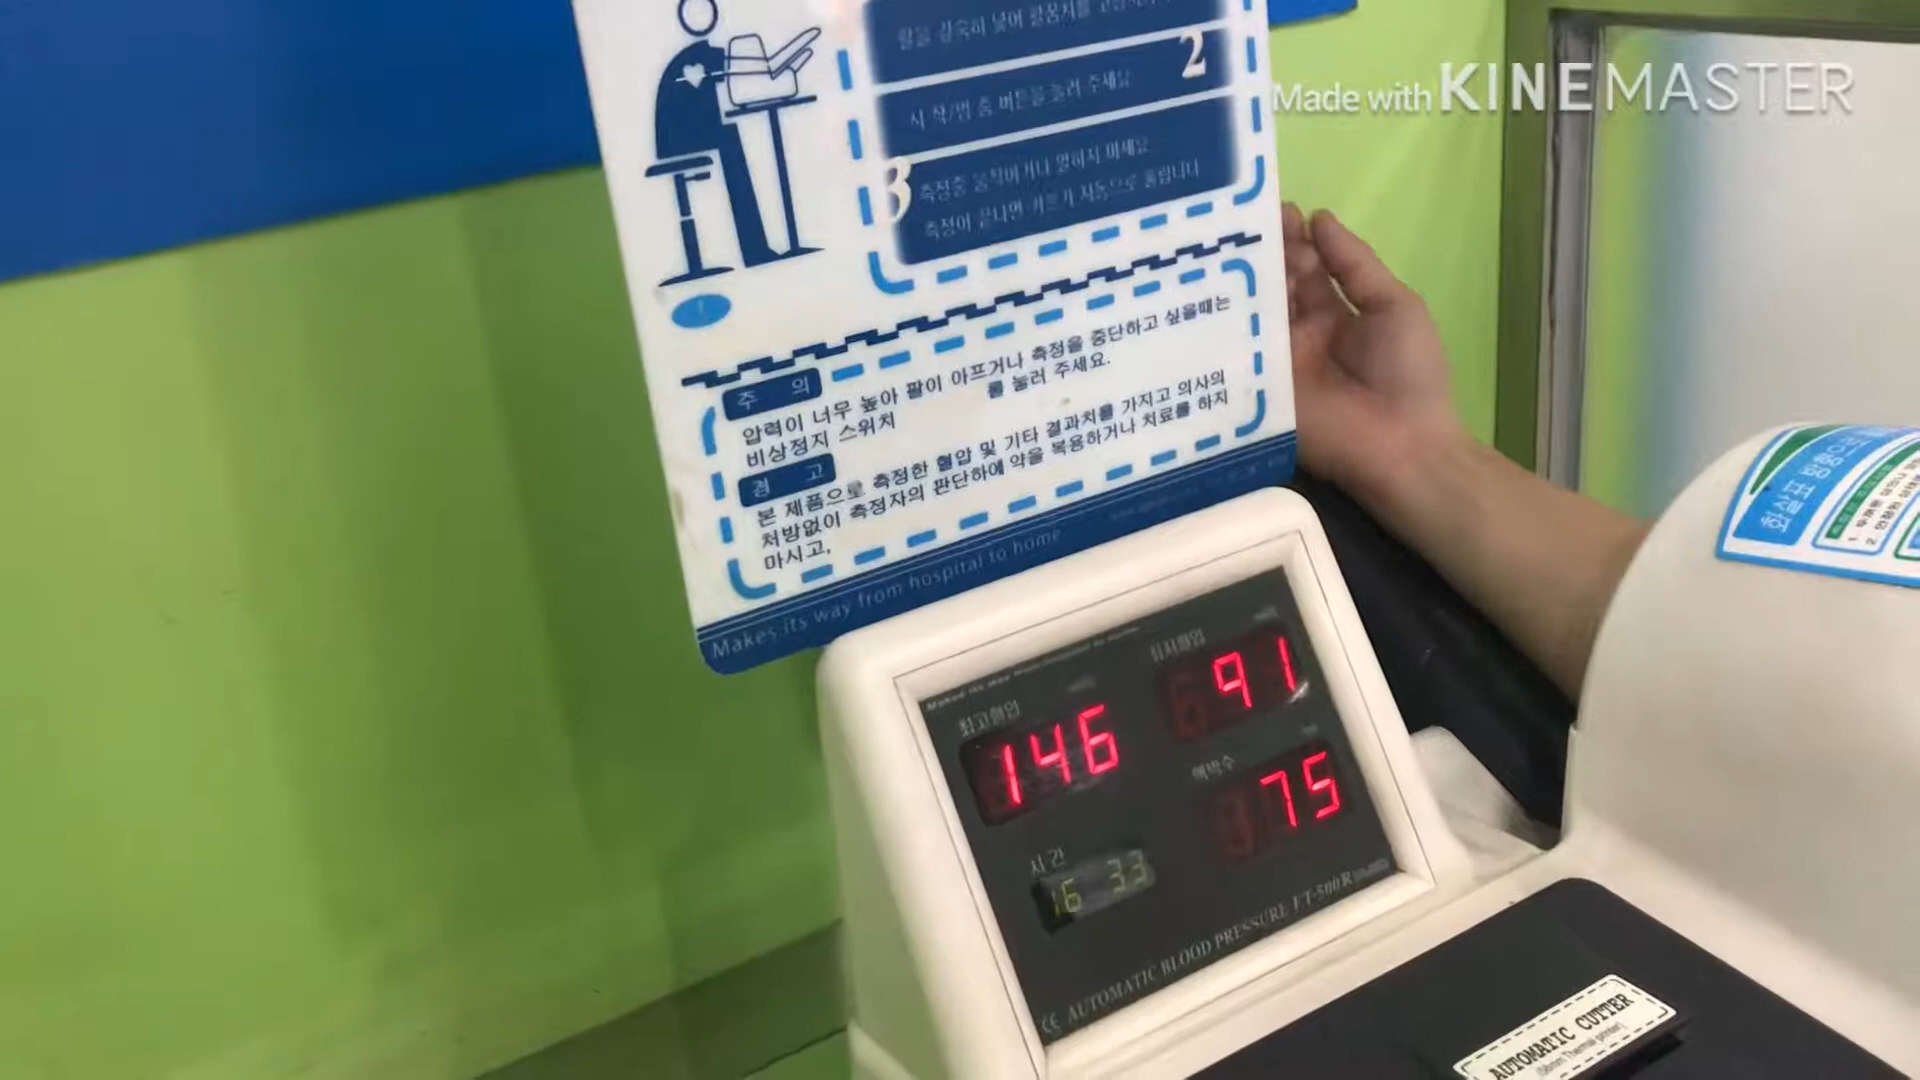 팔을 깊숙히 넣어 팔꿈치를
2
시 작/멈 춤 버튼을 눌러 주세요
3
측정중 움직이거나 말하지 마세요
측정이 끝나면 커프가 자동으로 풀립니다
Made with KINEMASTER
주 의
압력이 너무 높아 팔이 아프거나 측정을 중단하고 싶을때는
비상정지 스위치 를 눌러 주세요.
경 고
본 제품으로 측정한 혈압 및 기타 결과치를 가지고 의사의
처방없이 측정자의 판단하에 약을 복용하거나 치료를 하지
마시고,
Makes its way from hospital to home
최고혈압
146
최저혈압
91
맥박수
75
시간
16 33
CE AUTOMATIC BLOOD PRESSURE FT-500R
AUTOMATIC CUTTER
(58mm Thermal printer)